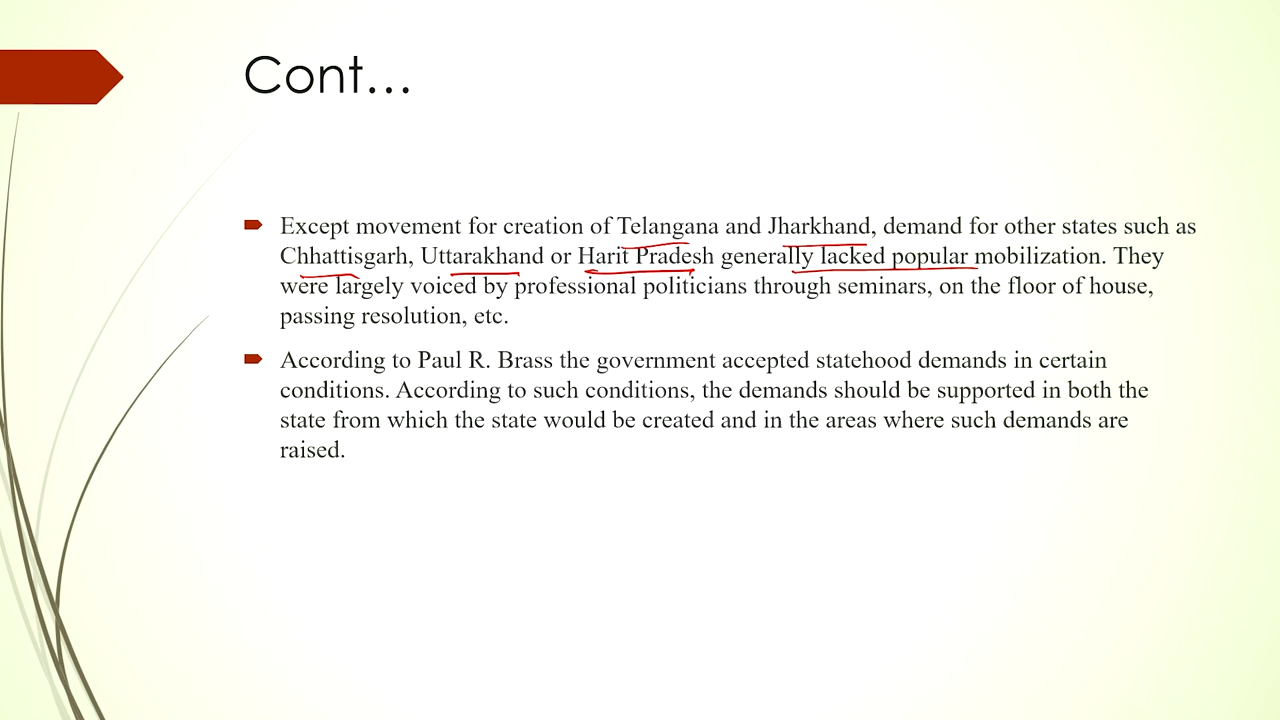 Cont…
Except movement for creation of Telangana and Jharkhand, demand for other states such as
Chhattisgarh, Uttarakhand or Harit Pradesh generally lacked popular mobilization. They
were largely voiced by professional politicians through seminars, on the floor of house,
passing resolution, etc.
According to Paul R. Brass the government accepted statehood demands in certain
conditions. According to such conditions, the demands should be supported in both the
state from which the state would be created and in the areas where such demands are
raised.